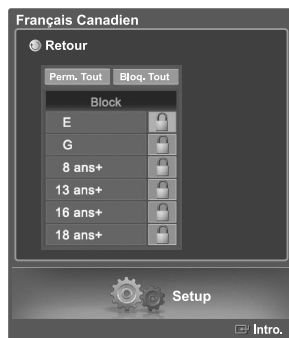 Français Canadien
Retour
Perm. Tout Bloq. Tout
Block
E
G
8 ans+
13 ans+
16 ans+
18 ans+
Setup
Intro.